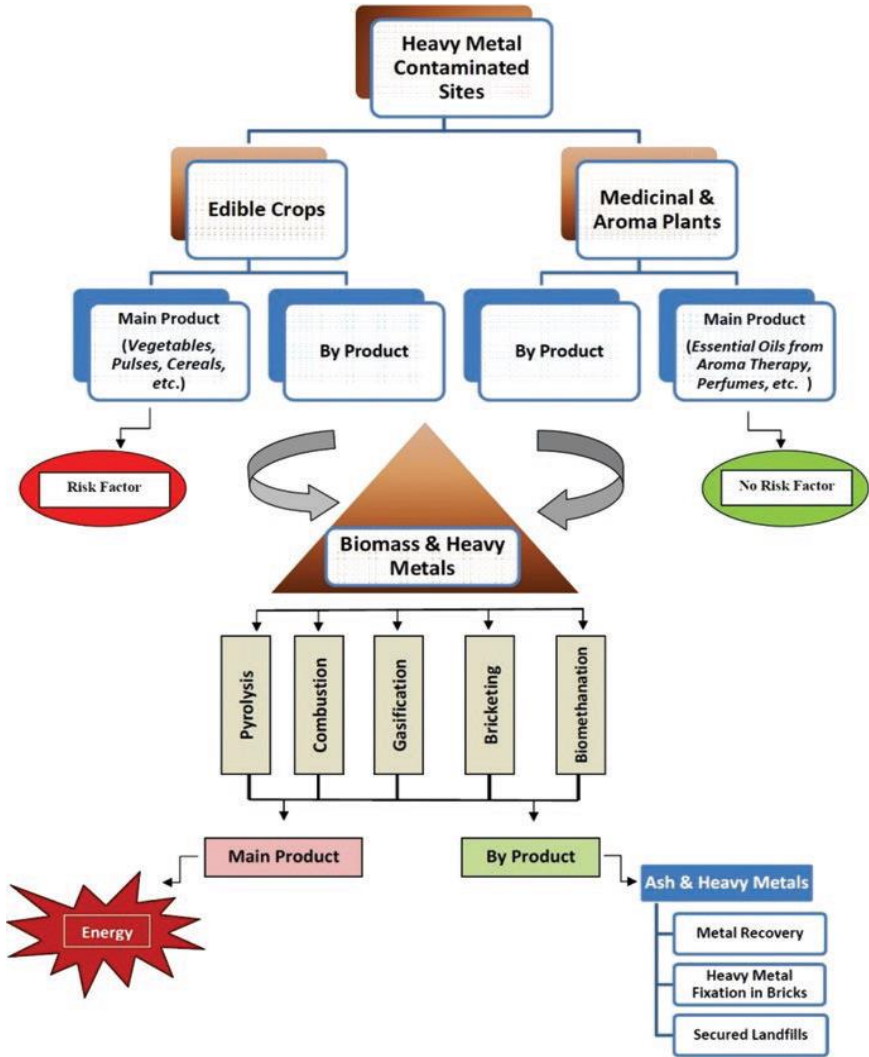 Heavy Metal
Contaminated
Sites
Edible Crops
Medicinal &
Aroma Plants
Main Product
(Vegetables,
Pulses, Cereals,
etc.)
By Product
By Product
Main Product
(Essential Oils from
Aroma Therapy,
Perfumes, etc. )
Risk Factor
No Risk Factor
Biomass & Heavy
Metals
Pyrolysis
Combustion
Gasification
Bricketing
Biomethanation
Main Product
By Product
Energy
Ash & Heavy Metals
Metal Recovery
Heavy Metal
Fixation in Bricks
Secured Landfills